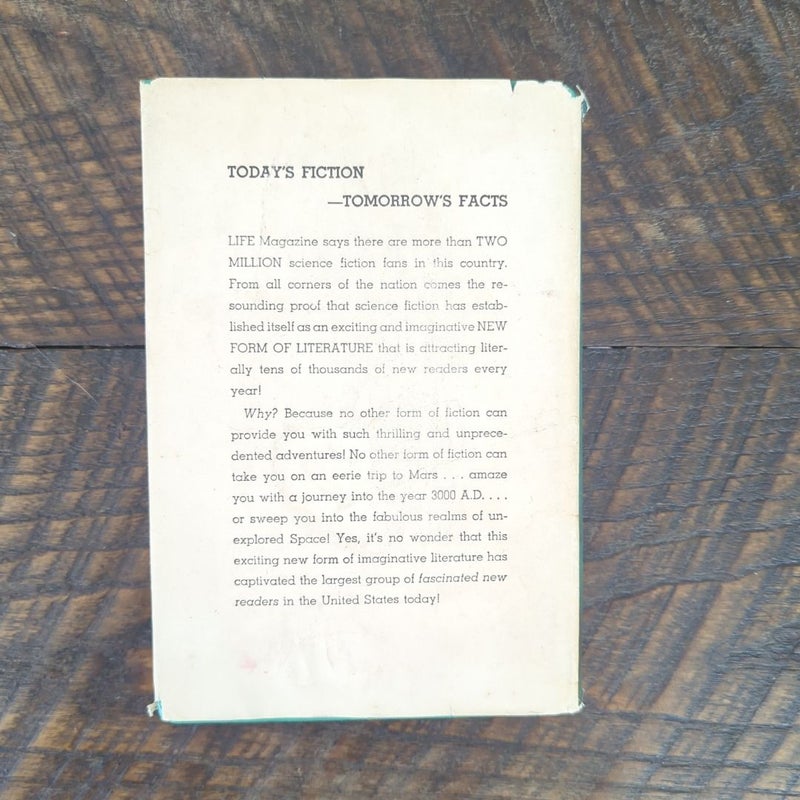 TODAY'S FICTION
—TOMORROW'S FACTS
LIFE Magazine says there are more than TWO
MILLION science fiction fans in this country.
From all corners of the nation comes the re-
sounding proof that science fiction has estab-
lished itself as an exciting and imaginative NEW
FORM OF LITERATURE that is attracting liter-
ally tens of thousands of new readers every
year!
Why? Because no other form of fiction can
provide you with such thrilling and unprece-
dented adventures! No other form of fiction can
take you on an eerie trip to Mars . . . amaze
you with a journey into the year 3000 A.D. . . .
or sweep you into the fabulous realms of un-
explored Space! Yes, it's no wonder that this
exciting new form of imaginative literature has
captivated the largest group of fascinated new
readers in the United States today!